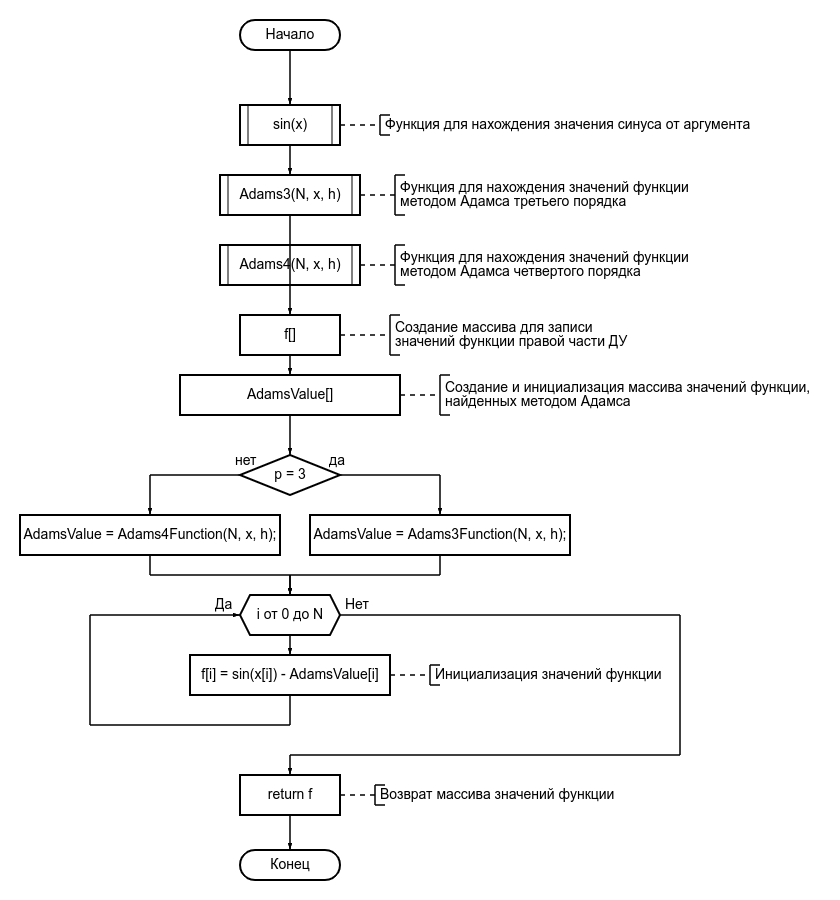 Начало
sin(x)
Функция для нахождения значения синуса от аргумента
Adams3(N, x, h)
Функция для нахождения значений функции
методом Адамса третьего порядка
Adams4(N, x, h)
Функция для нахождения значений функции
методом Адамса четвертого порядка
f[]
Создание массива для записи
значений функции правой части ДУ
AdamsValue[]
Создание и инициализация массива значений функции,
найденных методом Адамса
нет
да
p = 3
AdamsValue = Adams4Function(N, x, h);
AdamsValue = Adams3Function(N, x, h);
Да
Нет
i от 0 до N
f[i] = sin(x[i]) - AdamsValue[i]
Инициализация значений функции
return f
Возврат массива значений функции
Конец